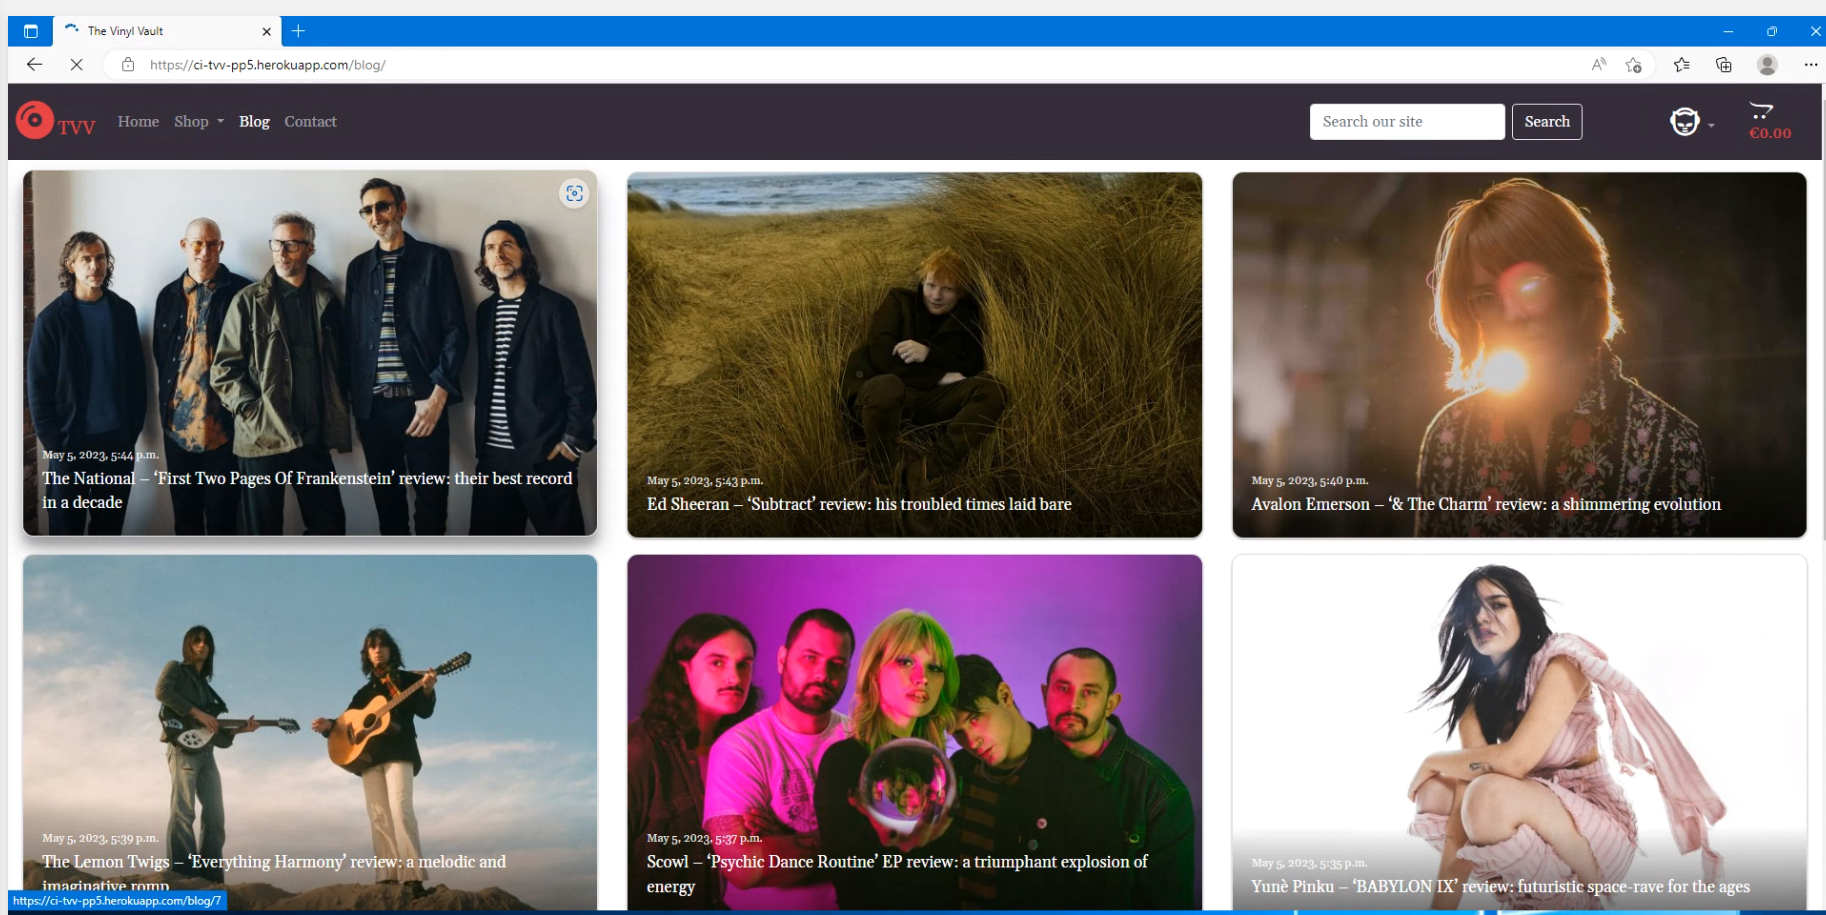 The Vinyl Vault
https://ci-tvv-pp5.herokuapp.com/blog/
TVV
Home
Shop
Blog
Contact
Search our site
Search
€0.00
May 5, 2023, 5:44 p.m.
The National – ‘First Two Pages Of Frankenstein’ review: their best record
in a decade
May 5, 2023, 5:43 p.m.
Ed Sheeran – ‘Subtract’ review: his troubled times laid bare
May 5, 2023, 5:40 p.m.
Avalon Emerson – ‘& The Charm’ review: a shimmering evolution
May 5, 2023, 5:39 p.m.
The Lemon Twigs – ‘Everything Harmony’ review: a melodic and
imaginative romp
May 5, 2023, 5:37 p.m.
Scowl – ‘Psychic Dance Routine’ EP review: a triumphant explosion of
energy
May 5, 2023, 5:35 p.m.
Yunè Pinku – ‘BABYLON IX’ review: futuristic space-rave for the ages
https://ci-tvv-pp5.herokuapp.com/blog/7